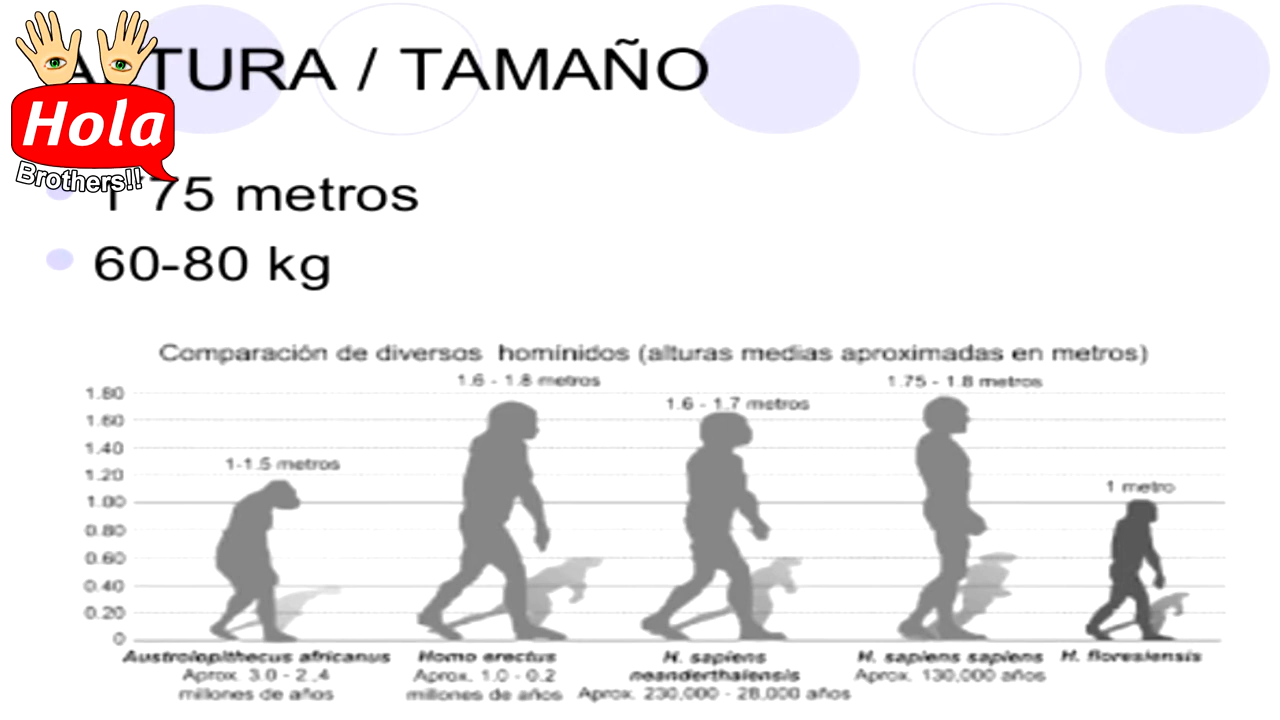 ALTURA / TAMAÑO
Hola
Brothers!!
1'75 metros
60-80 kg
Comparación de diversos homínidos (alturas medias aproximadas en metros)
1.6 - 1.8 metros
1.75 - 1.8 metros
1.80
1.6 - 1.7 metros
1.60
1.40
1-1.5 metros
1.20
1 metro
1.00
0.80
0.60
0.40
0.20
0
Australopithecus africanus Homo erectus H. sapiens H. sapiens sapiens H. floresiensis
Aprox. 3.0 - 2.4 Aprox. 1.0 - 0.2 neanderthalensis Aprox. 130,000 años
millones de años millones de años Aprox. 230,000 - 28,000 años